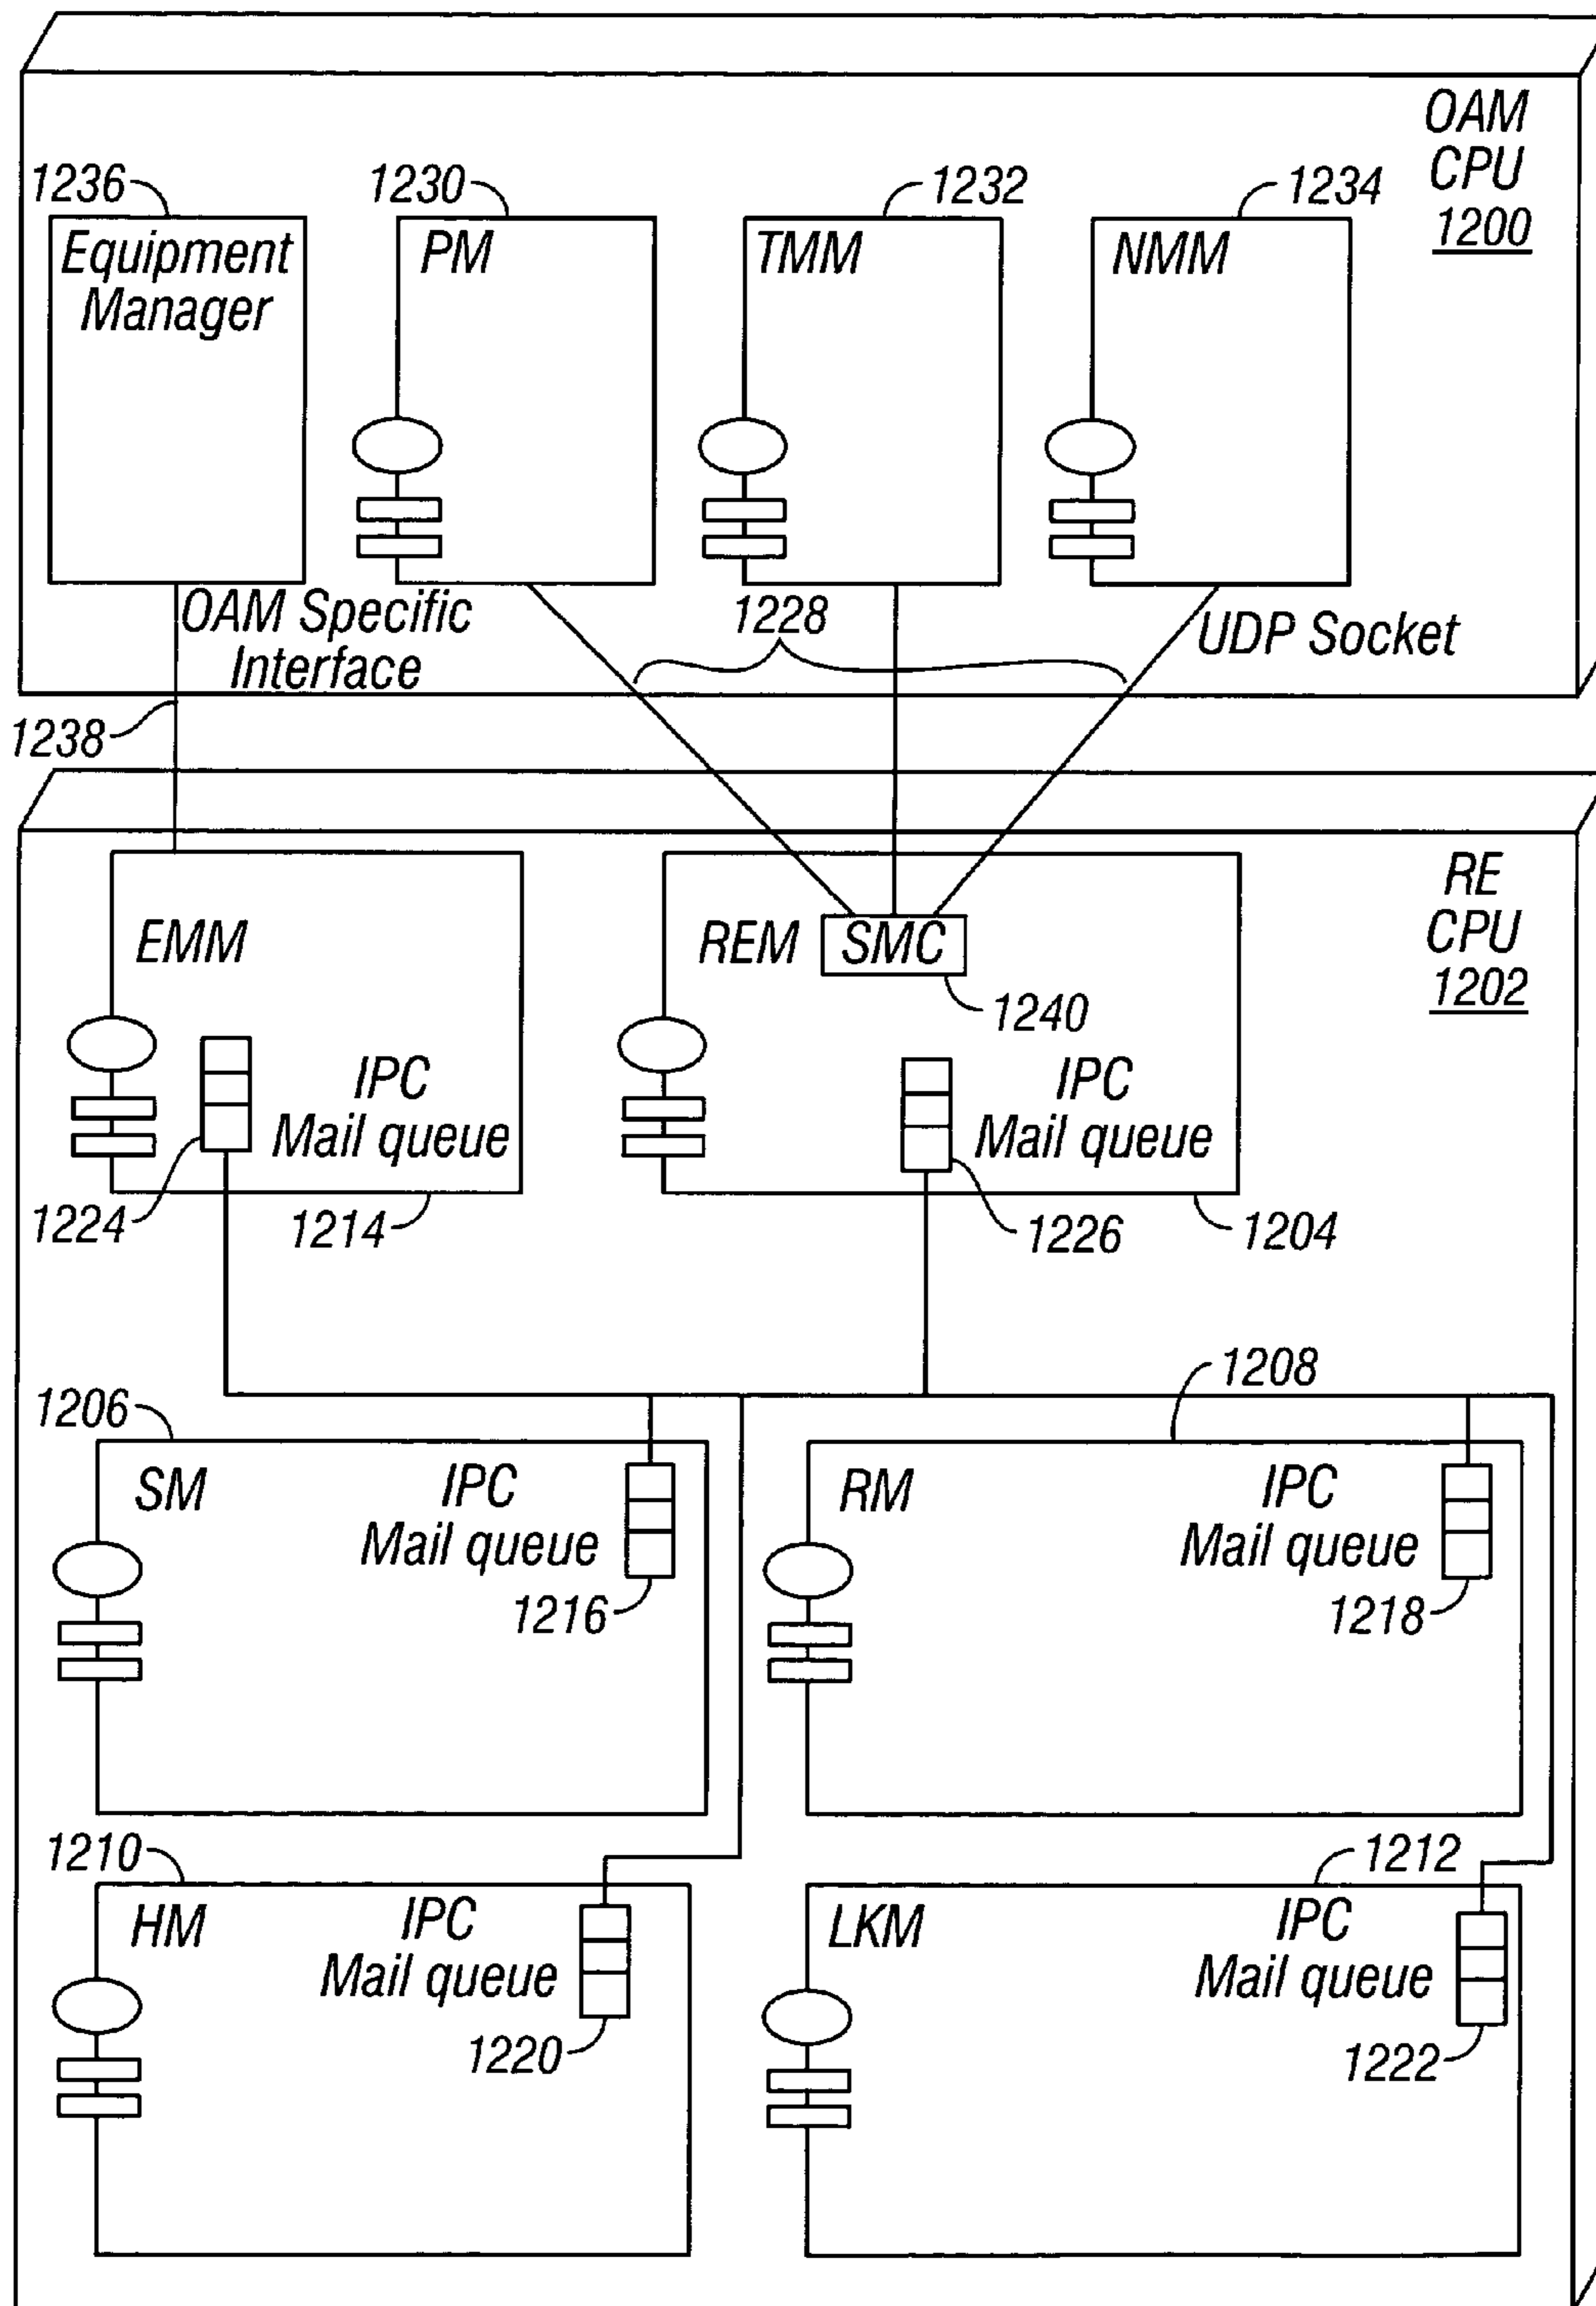 OAM
CPU
1200
1236
1230
1232
1234
Equipment
Manager
PM
TMM
NMM
OAM Specific
Interface
1228
UDP Socket
1238
RE
CPU
1202
EMM
REM
SMC
1240
IPC
Mail queue
IPC
Mail queue
1224
1214
1226
1204
1206
1208
SM
IPC
Mail queue
1216
RM
IPC
Mail queue
1218
1210
1212
HM
IPC
Mail queue
1220
LKM
IPC
Mail queue
1222